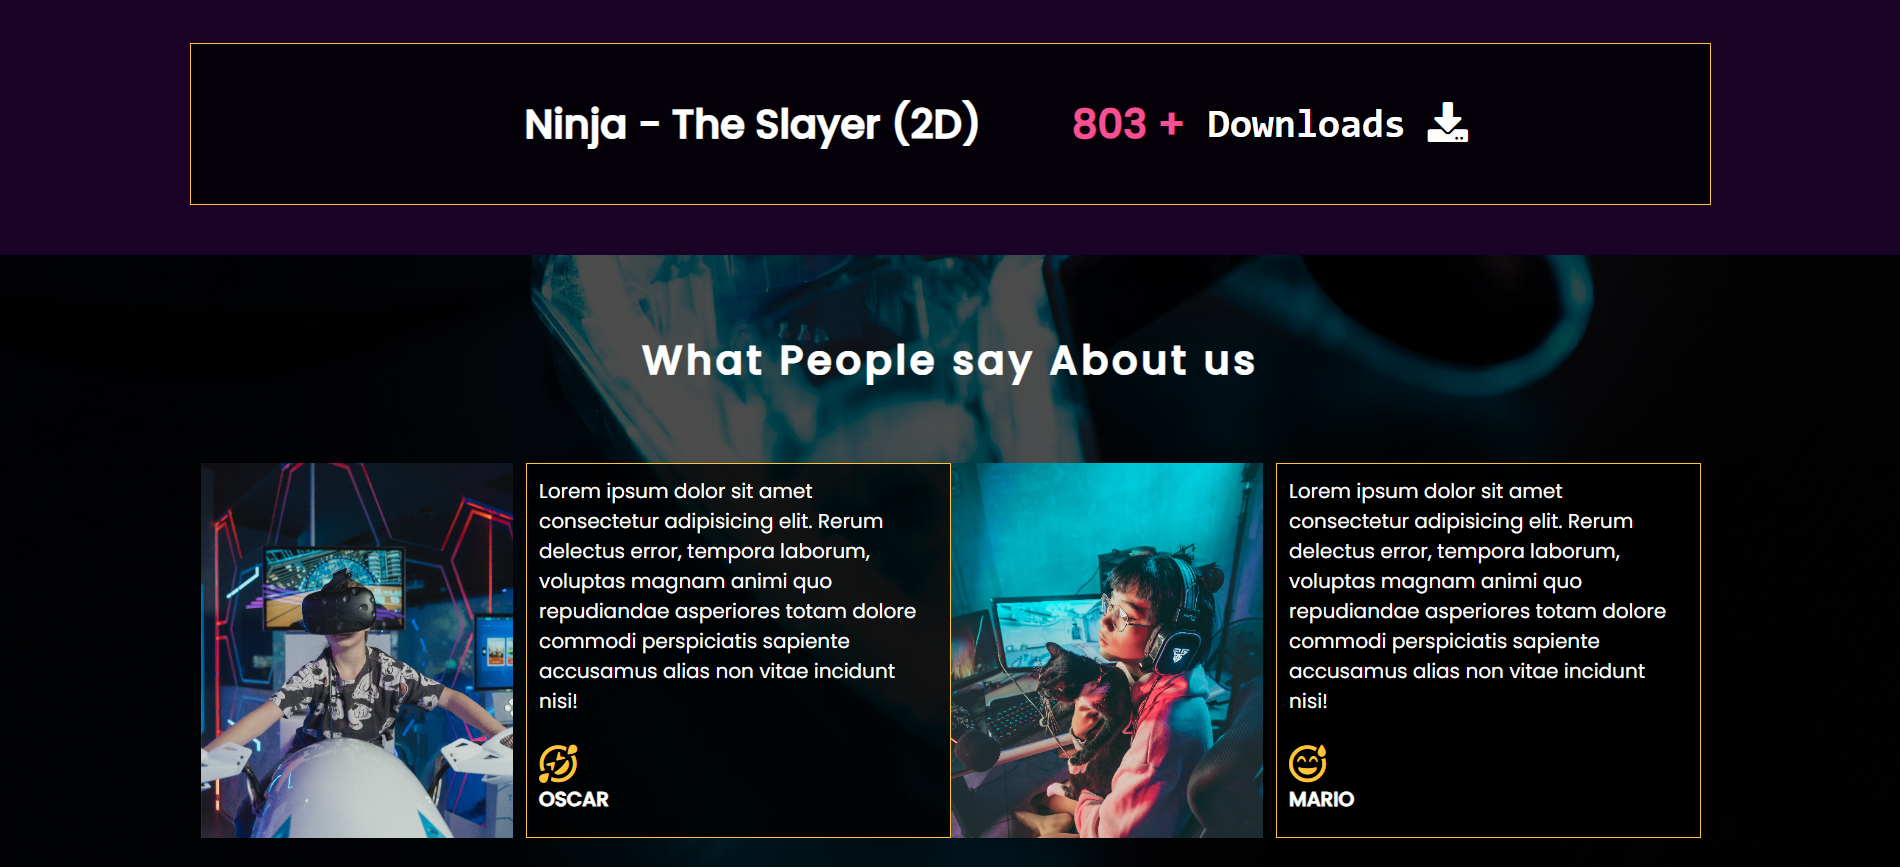 Ninja - The Slayer (2D) 803 + Downloads
What People say About us
Lorem ipsum dolor sit amet
consectetur adipisicing elit. Rerum
delectus error, tempora laborum,
voluptas magnam animi quo
repudiandae asperiores totam dolore
commodi perspiciatis sapiente
accusamus alias non vitae incidunt
nisi!
OSCAR
Lorem ipsum dolor sit amet
consectetur adipisicing elit. Rerum
delectus error, tempora laborum,
voluptas magnam animi quo
repudiandae asperiores totam dolore
commodi perspiciatis sapiente
accusamus alias non vitae incidunt
nisi!
MARIO